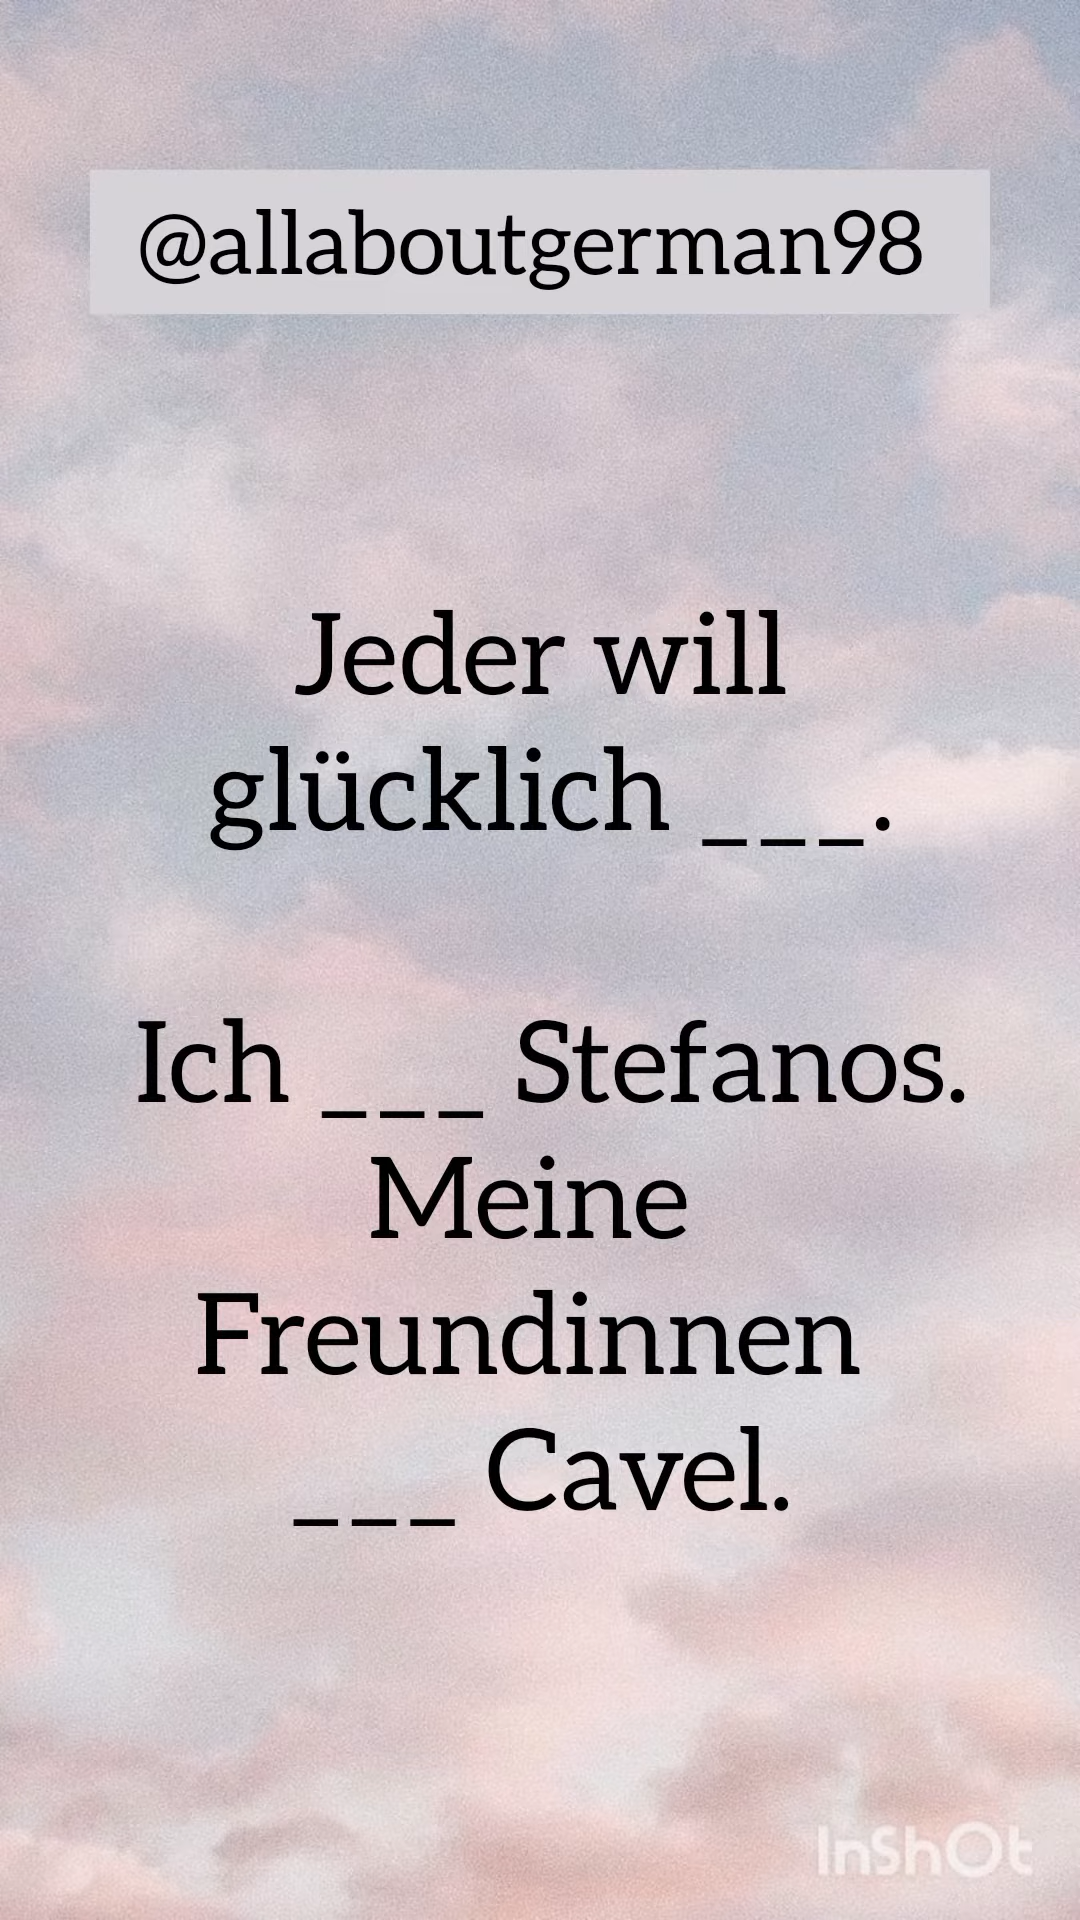 @allaboutgerman98
Jeder will
glücklich ___.
Ich ___ Stefanos.
Meine
Freundinnen
___ Cavel.
InShOt